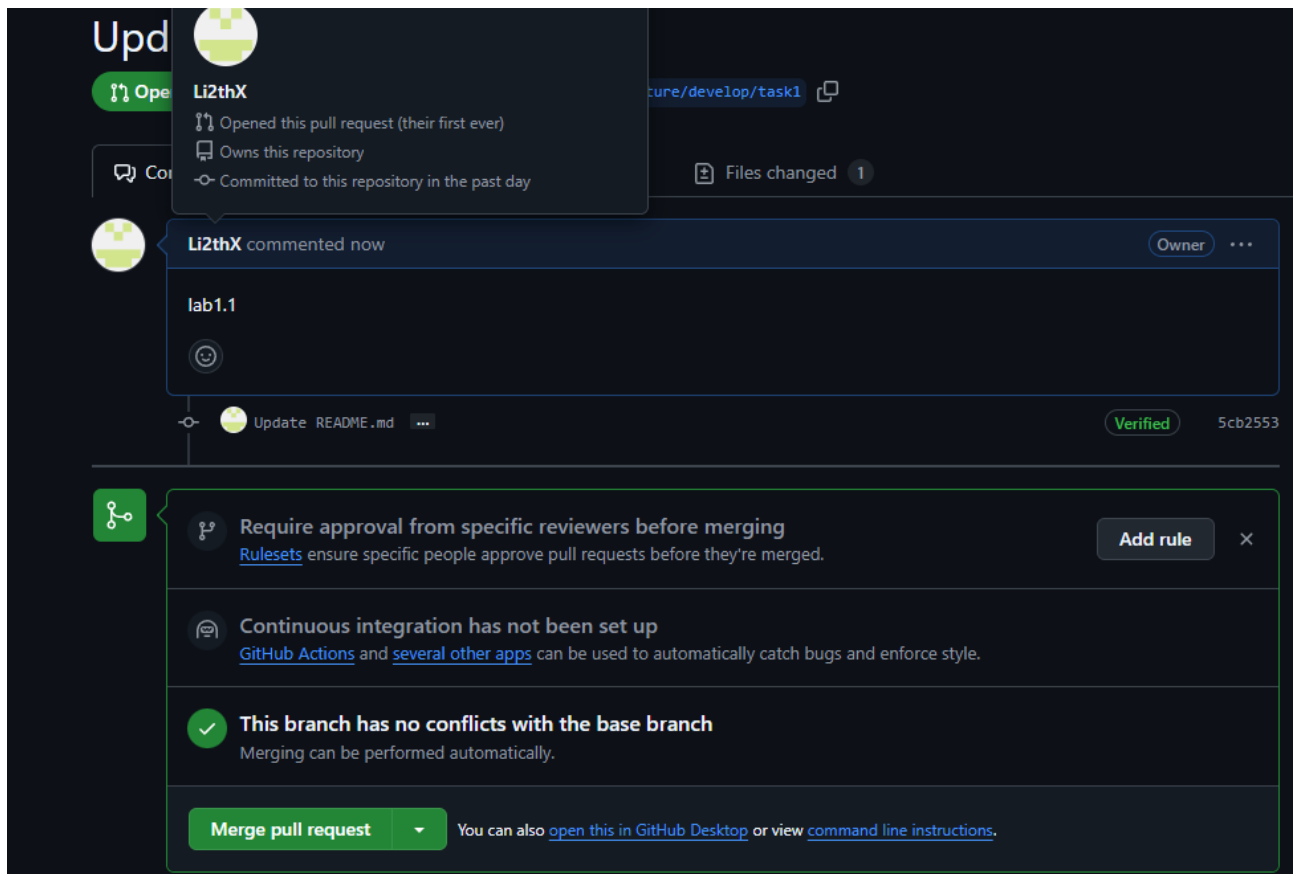 Upd
Li2thX
Opened this pull request (their first ever)
Owns this repository
Committed to this repository in the past day
Ope
ture/develop/task1
Co
Files changed 1
Li2thX commented now Owner
lab1.1
Update README.md ... Verified 5cb2553
Require approval from specific reviewers before merging
Rulesets ensure specific people approve pull requests before they're merged.
Add rule
Continuous integration has not been set up
GitHub Actions and several other apps can be used to automatically catch bugs and enforce style.
This branch has no conflicts with the base branch
Merging can be performed automatically.
Merge pull request You can also open this in GitHub Desktop or view command line instructions.